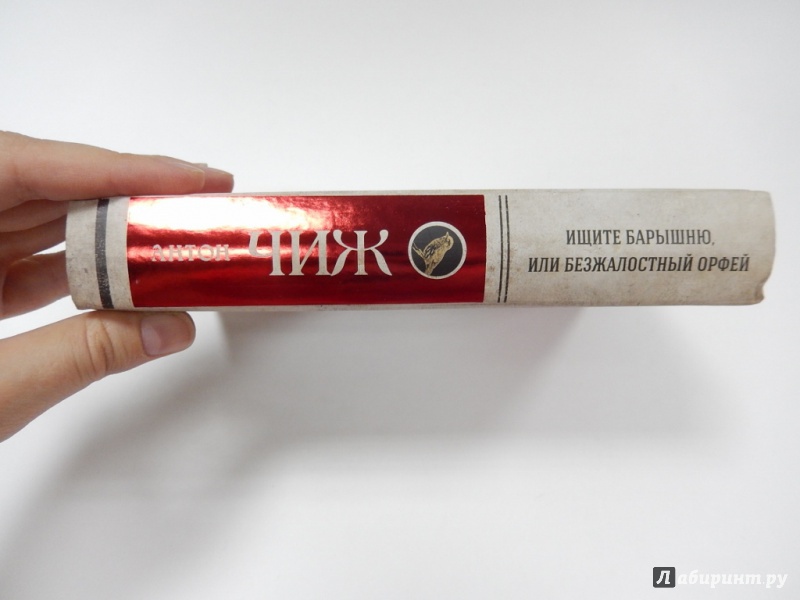 АНТОН ЧИЖ
ИЩИТЕ БАРЫШНЮ,
ИЛИ БЕЗЖАЛОСТНЫЙ ОРФЕЙ
Лабиринт.ру